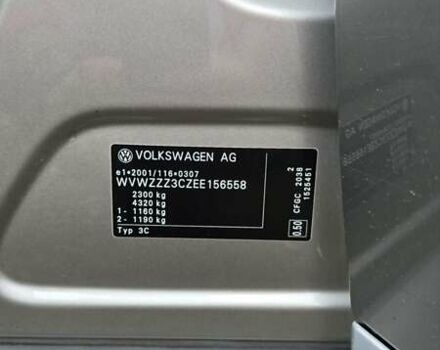 VOLKSWAGEN AG
e1*2001/116*0307
WVWZZZ3CZEE156558
2300 kg
4320 kg
1- 1160 kg
2- 1190 kg
Typ 3C
2
CFGC 2038
1525451
0.50